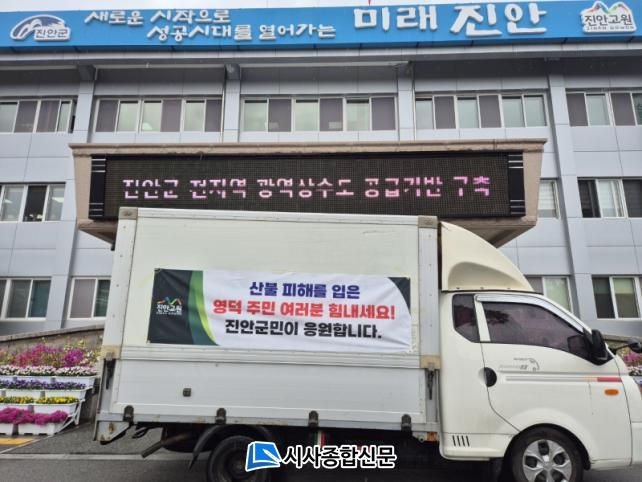 진안군
새로운 시작으로
성공시대를 열어가는
미래 진안
진안고원
JINAN GOWON
진안군 전지역 광역상수도 공급기반 구축
진안고원
산불 피해를 입은
영덕 주민 여러분 힘내세요!
진안군민이 응원합니다.
시사종합신문